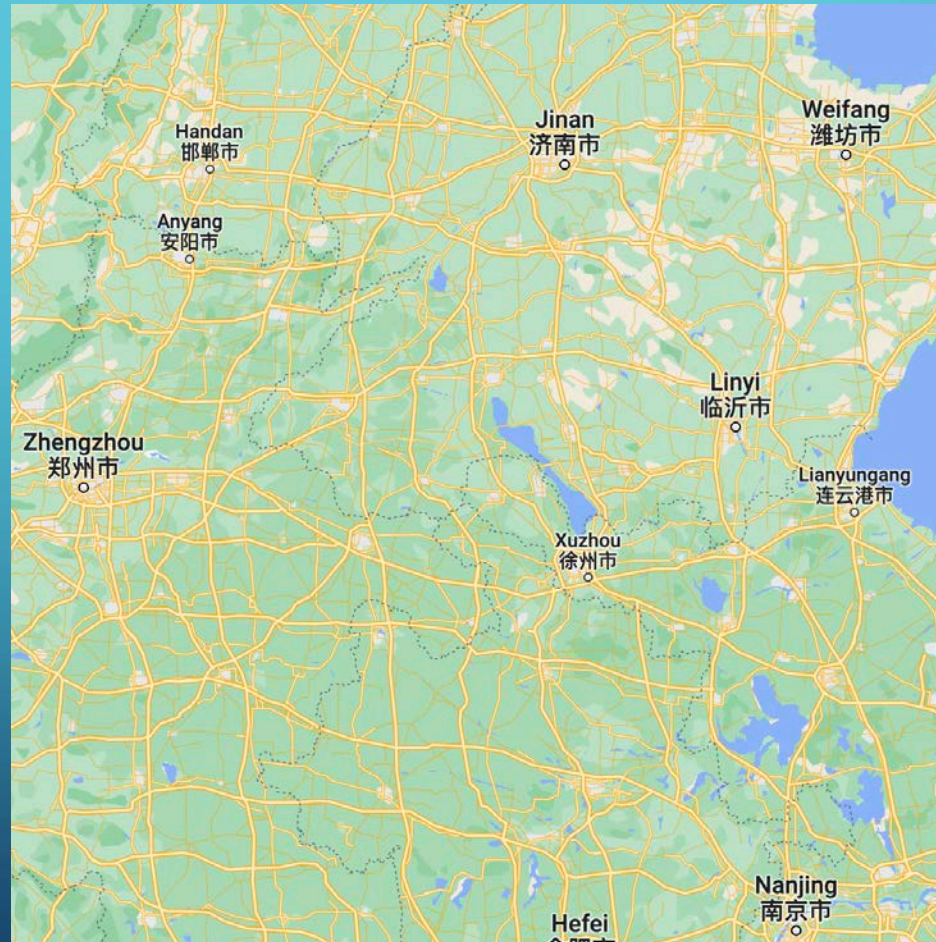 Jinan
济南市
Weifang
潍坊市
Handan
邯郸市
Anyang
安阳市
Linyi
临沂市
Zhengzhou
郑州市
Lianyungang
连云港市
Xuzhou
徐州市
Nanjing
南京市
Hefei